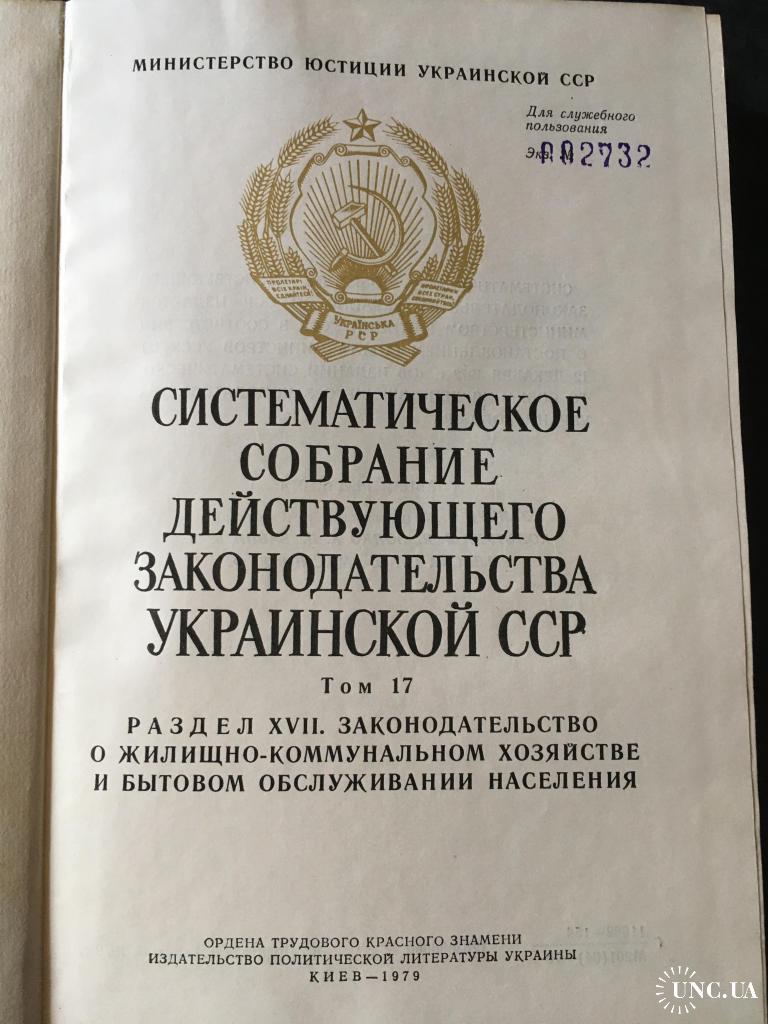 МИНИСТЕРСТВО ЮСТИЦИИ УКРАИНСКОЙ ССР
Для служебного
пользования
Экз. №
002732
ПРОЛЕТАРІ
ВСІХ КРАЇН,
ЄДНАЙТЕСЯ!
ПРОЛЕТАРИИ
ВСЕХ СТРАН,
СОЕДИНЯЙТЕСЬ!
УКРАЇНСЬКА
РСР
СИСТЕМАТИЧЕСКОЕ
СОБРАНИЕ
ДЕЙСТВУЮЩЕГО
ЗАКОНОДАТЕЛЬСТВА
УКРАИНСКОЙ ССР
Том 17
РАЗДЕЛ XVII. ЗАКОНОДАТЕЛЬСТВО
О ЖИЛИЩНО-КОММУНАЛЬНОМ ХОЗЯЙСТВЕ
И БЫТОВОМ ОБСЛУЖИВАНИИ НАСЕЛЕНИЯ
ОРДЕНА ТРУДОВОГО КРАСНОГО ЗНАМЕНИ
ИЗДАТЕЛЬСТВО ПОЛИТИЧЕСКОЙ ЛИТЕРАТУРЫ УКРАИНЫ
КИЕВ—1979
UNC.UA